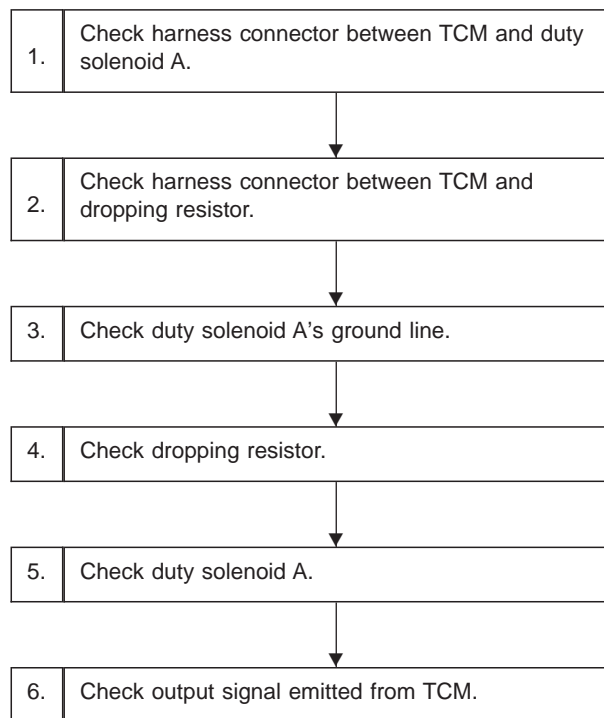 1. Check harness connector between TCM and duty
solenoid A.
2. Check harness connector between TCM and
dropping resistor.
3. Check duty solenoid A’s ground line.
4. Check dropping resistor.
5. Check duty solenoid A.
6. Check output signal emitted from TCM.